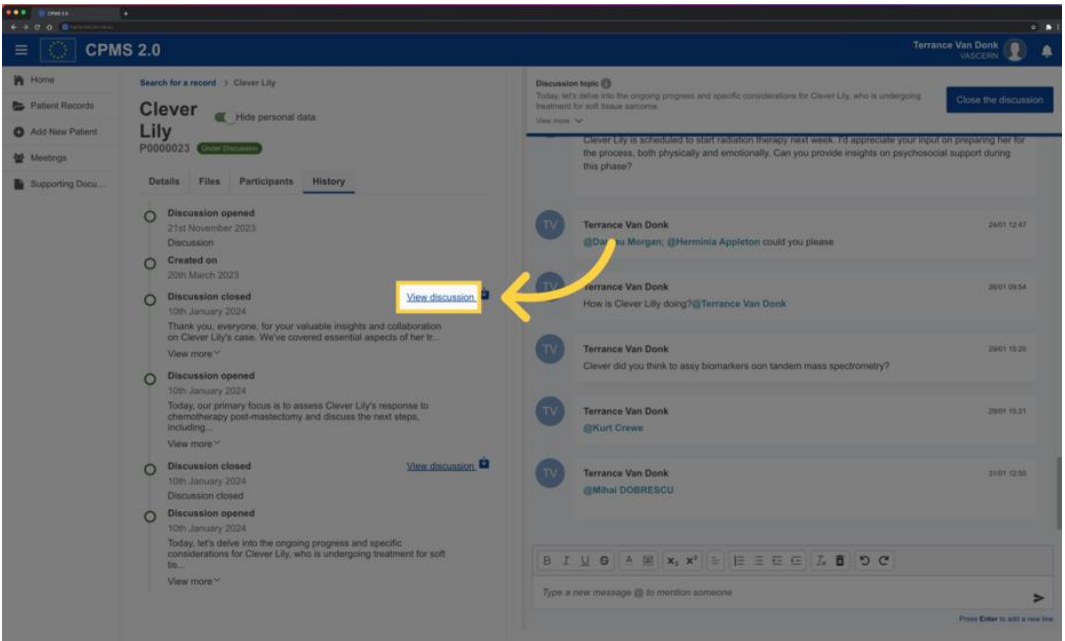 CPMS 2.0
CPMS 2.0
Terrance Van Donk
VASCERN
Home
Patient Records
Add New Patient
Meetings
Supporting Docu...
Search for a record > Clever Lily
Clever
Lily
Hide personal data
P0000023 Under Discussion
Details Files Participants History
Discussion opened
21st November 2023
Discussion
Created on
20th March 2023
Discussion closed
View discussion
10th January 2024
Thank you, everyone, for your valuable insights and collaboration
on Clever Lily's case. We've covered essential aspects of her tr...
View more
Discussion opened
10th January 2024
Today, our primary focus is to assess Clever Lily's response to
chemotherapy post-mastectomy and discuss the next steps,
including...
View more
Discussion closed
View discussion
10th January 2024
Discussion closed
Discussion opened
10th January 2024
Today, let's delve into the ongoing progress and specific
considerations for Clever Lily, who is undergoing treatment for soft
tis...
View more
Discussion topic
Today, let's delve into the ongoing progress and specific considerations for Clever Lily, who is undergoing
treatment for soft tissue sarcoma.
View more
Close the discussion
Clever Lily is scheduled to start radiation therapy next week. I'd appreciate your input on preparing her for
the process, both physically and emotionally. Can you provide insights on psychosocial support during
this phase?
TV
Terrance Van Donk 24/01 12:47
Morgan; @Herminia Appleton could you please
TV
Terrance Van Donk 26/01 09:54
How is Clever Lilly doing?@Terrance Van Donk
TV
Terrance Van Donk 29/01 15:20
Clever did you think to assy biomarkers oon tandem mass spectrometry?
TV
Terrance Van Donk 29/01 15:21
@Kurt Crewe
TV
Terrance Van Donk 31/01 12:50
@Mihai DOBRESCU
Type a new message @ to mention someone
Press Enter to add a new line